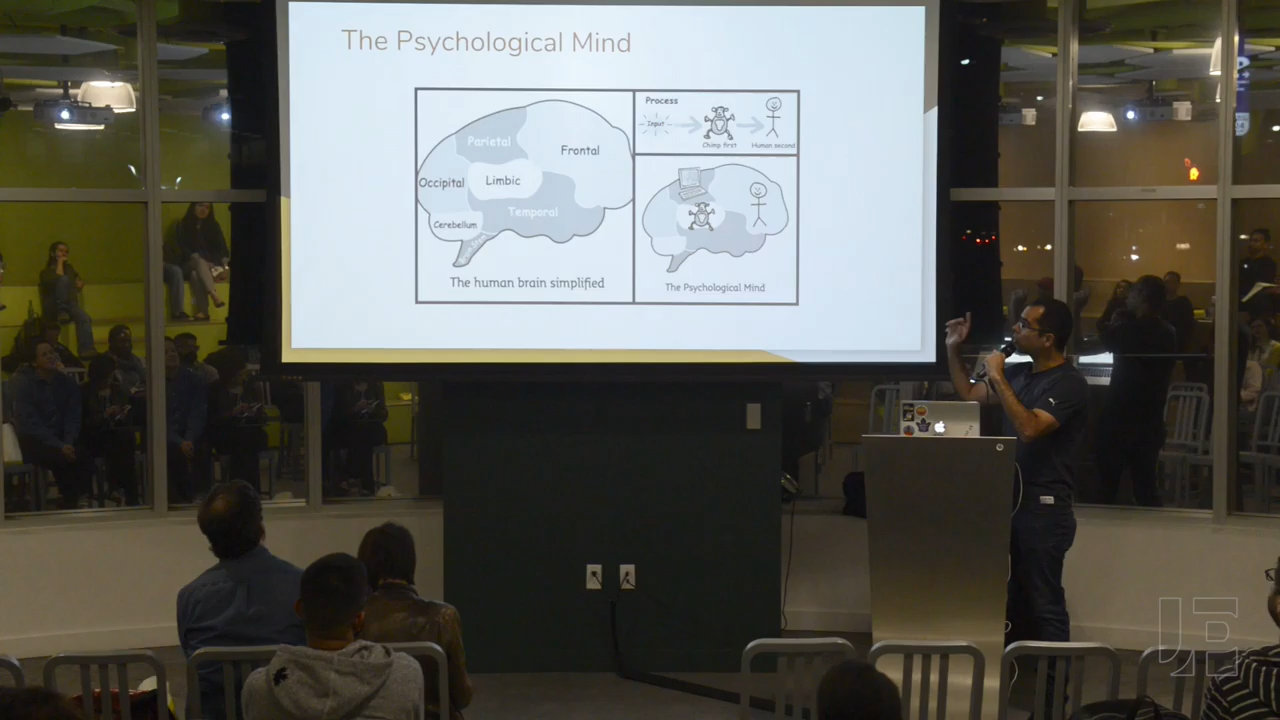 The Psychological Mind
Parietal
Frontal
Occipital
Limbic
Temporal
Cerebellum
The human brain simplified
Process
Input
Chimp first
Human second
The Psychological Mind
UE